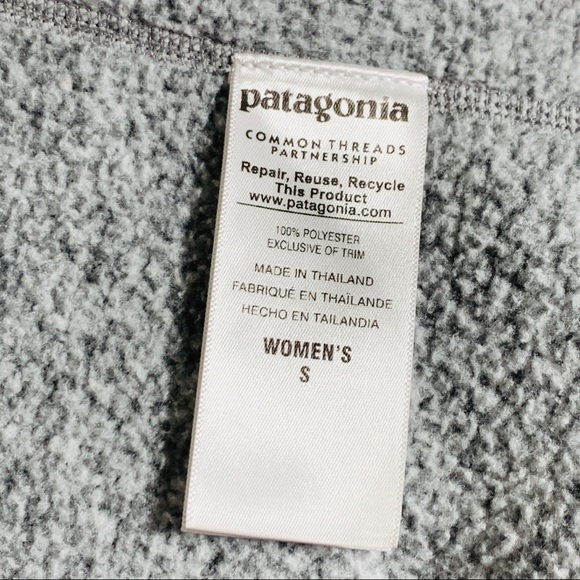 patagonia
COMMON THREADS
PARTNERSHIP
Repair, Reuse, Recycle
This Product
www.patagonia.com
100% POLYESTER
EXCLUSIVE OF TRIM
MADE IN THAILAND
FABRIQUÉ EN THAÏLANDE
HECHO EN TAILANDIA
WOMEN'S
S